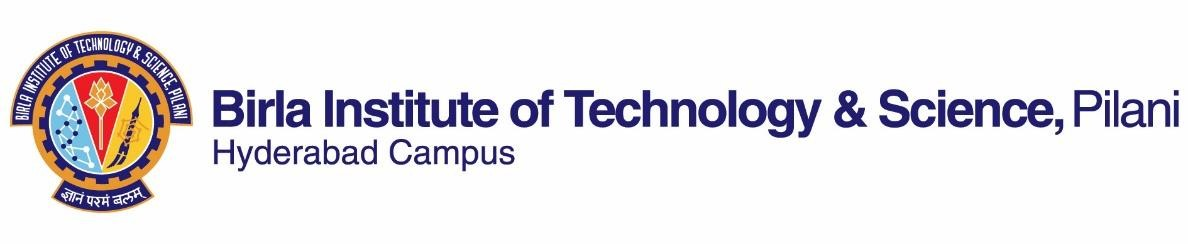 BIRLA INSTITUTE OF TECHNOLOGY & SCIENCE, PILANI
ज्ञानं परमं बलम्
Birla Institute of Technology & Science, Pilani
Hyderabad Campus